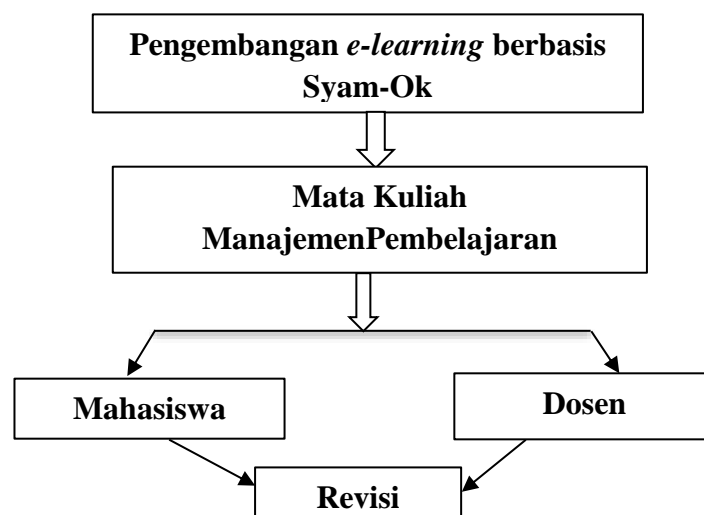 Pengembangan e-learning berbasis
Syam-Ok
Mata Kuliah
ManajemenPembelajaran
Mahasiswa
Dosen
Revisi